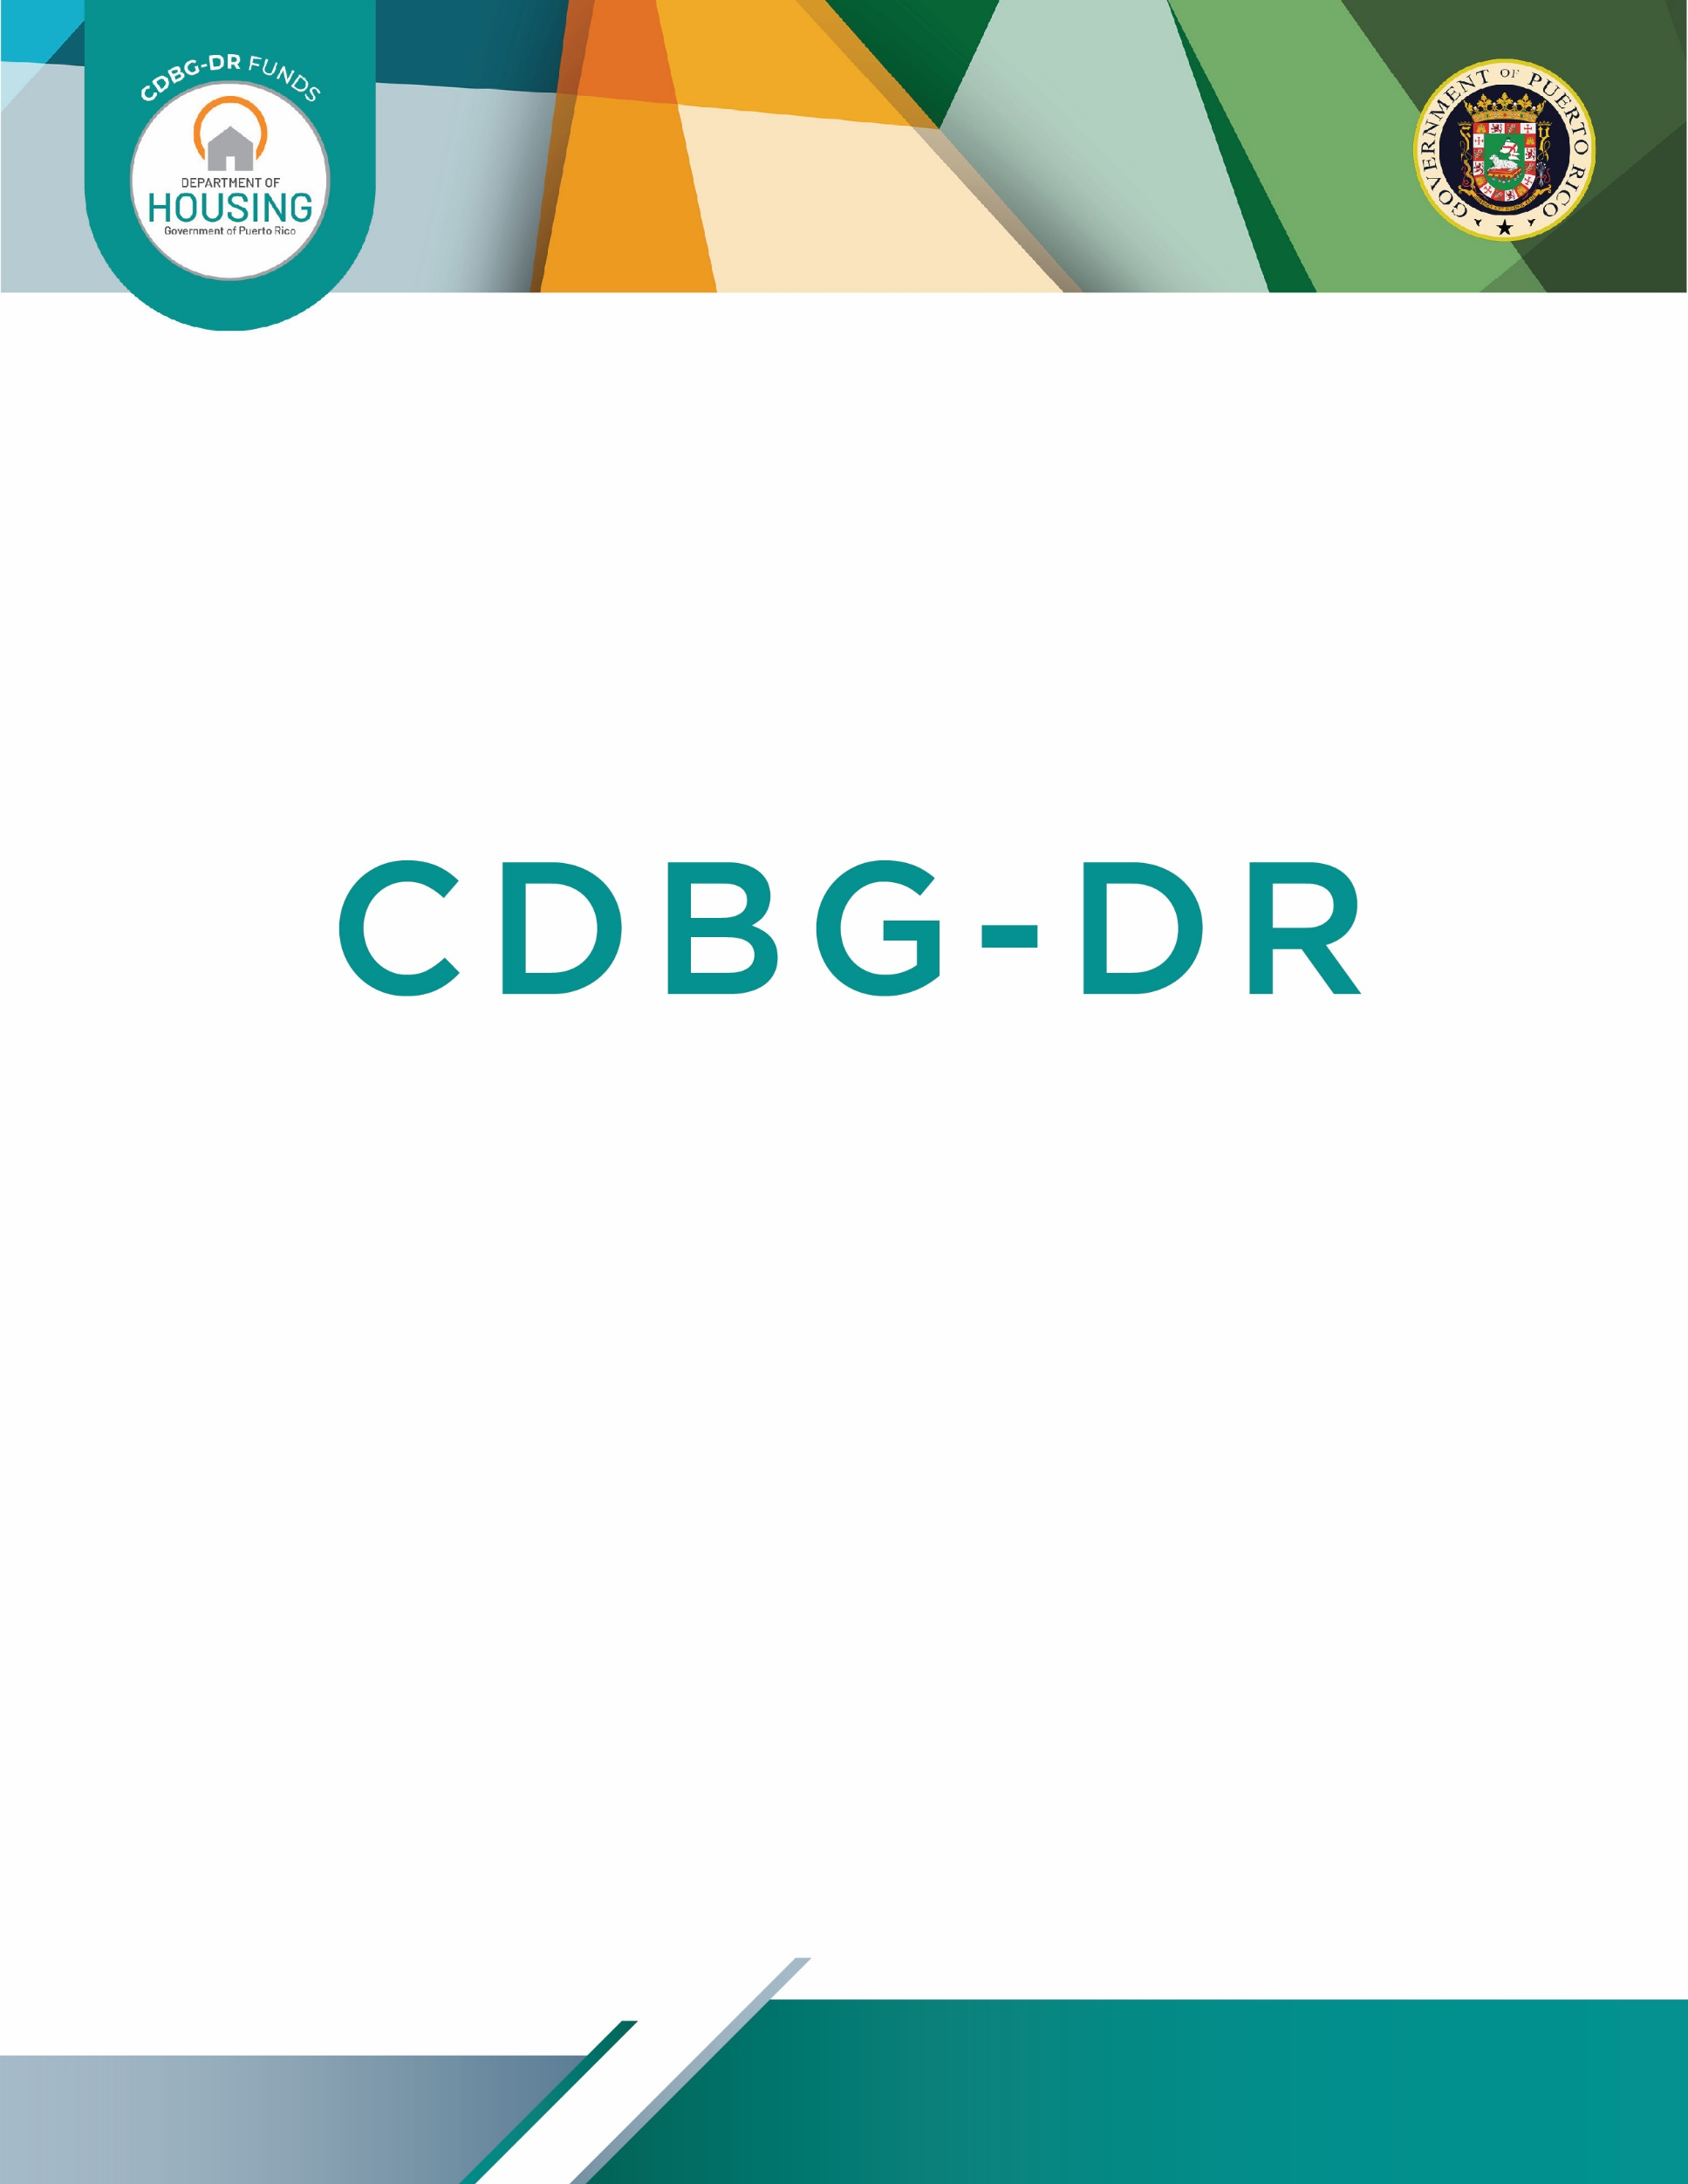 CDBG-DR FUNDS
DEPARTMENT OF
HOUSING
Government of Puerto Rico
GOVERNMENT OF PUERTO RICO
CDBG-DR